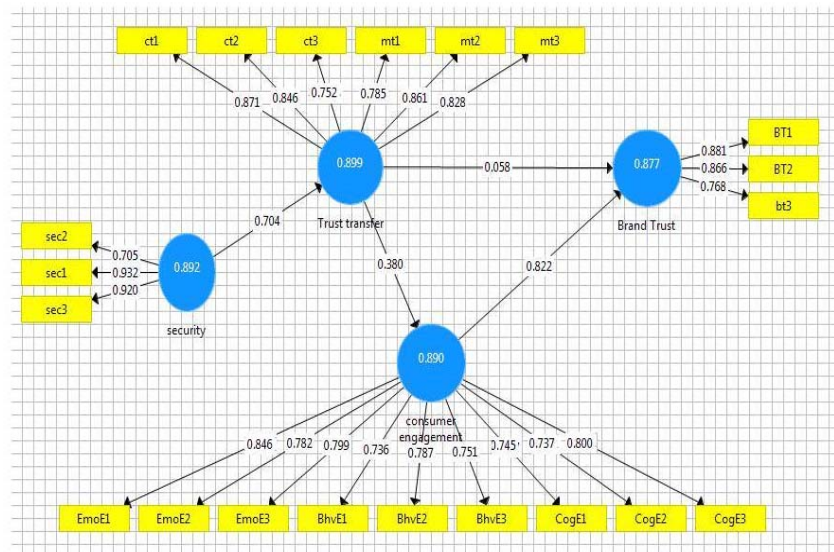 ct1 ct2 ct3 mt1 mt2 mt3
0.871 0.846 0.752 0.785 0.861 0.828
0.899
Trust transfer
0.058
0.877
Brand Trust
0.881 BT1
0.866 BT2
0.768 bt3
0.704
sec2 0.705
sec1 0.932
sec3 0.920
0.892
security
0.380
0.822
0.890
consumer
engagement
0.846 0.782 0.799 0.736 0.787 0.751 0.745 0.737 0.800
EmoE1 EmoE2 EmoE3 BhvE1 BhvE2 BhvE3 CogE1 CogE2 CogE3